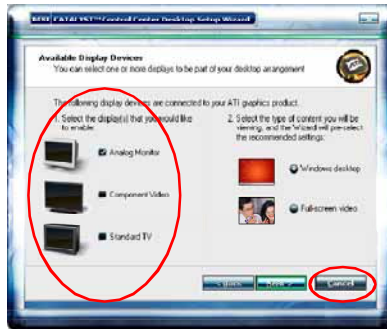 ATI CATALYST™ Control Center Desktop Setup Wizard
Available Display Devices
You can select one or more displays to be part of your desktop arrangement
The following display devices are connected to your ATI graphics product.
1. Select the display(s) that you would like
to enable:
Analog Monitor
Component Video
Standard TV
2. Select the type of content you will be
viewing, and the Wizard will pre-select
the recommended settings:
Windows desktop
Full-screen video
< Back
Next >
Cancel